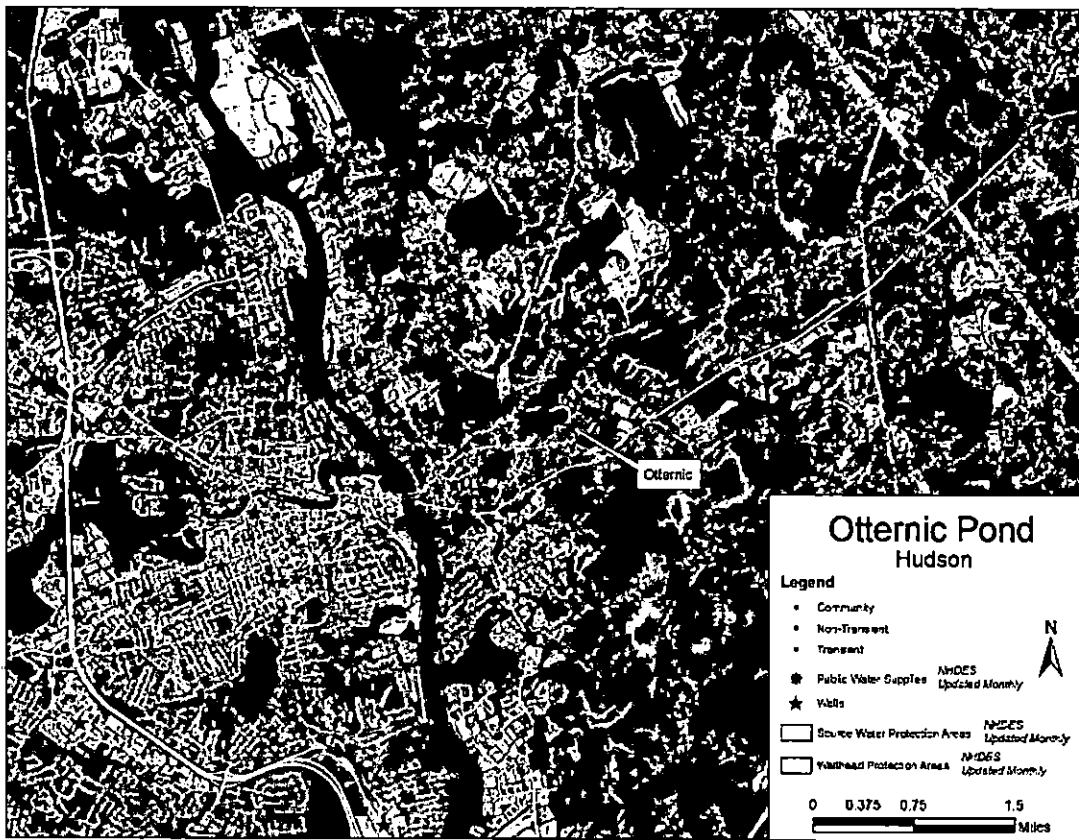 Otternic
Otternic Pond
Hudson
Legend
Community
Non-Transient
Transient
Public Water Supplies NHDES
Updated Monthly
Wells
Source Water Protection Areas NHDES
Updated Monthly
Wellhead Protection Areas NHDES
Updated Monthly
N
0 0.375 0.75 1.5
Miles